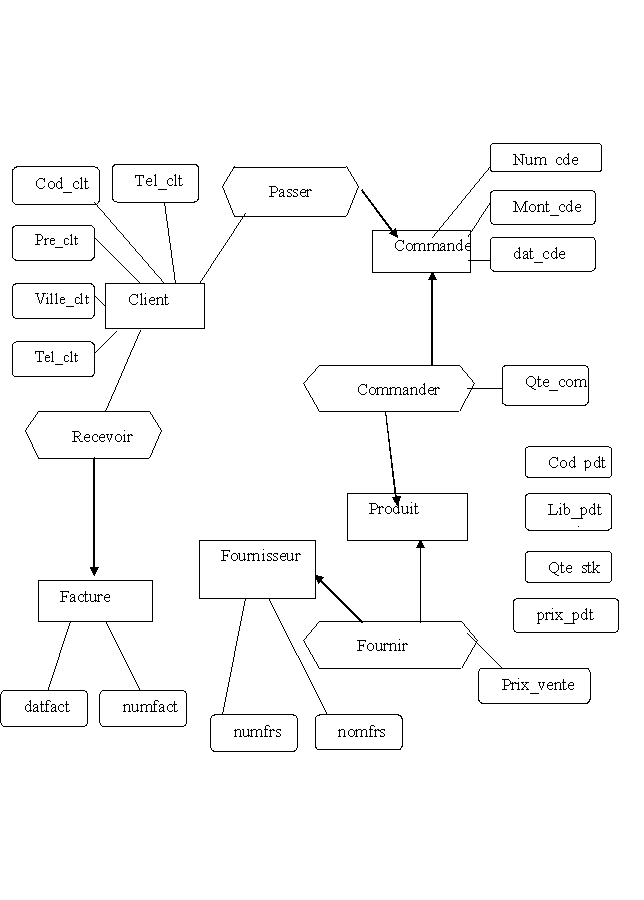 Num_cde
Cod_clt
Tel_clt
Passer
Mont_cde
Pre_clt
Commande
dat_cde
Ville_clt
Client
Tel_clt
Commander
Qte_com
Recevoir
Cod_pdt
Produit
Lib_pdt
Fournisseur
Qte_stk
Facture
prix_pdt
Fournir
Prix_vente
datfact
numfact
numfrs
nomfrs